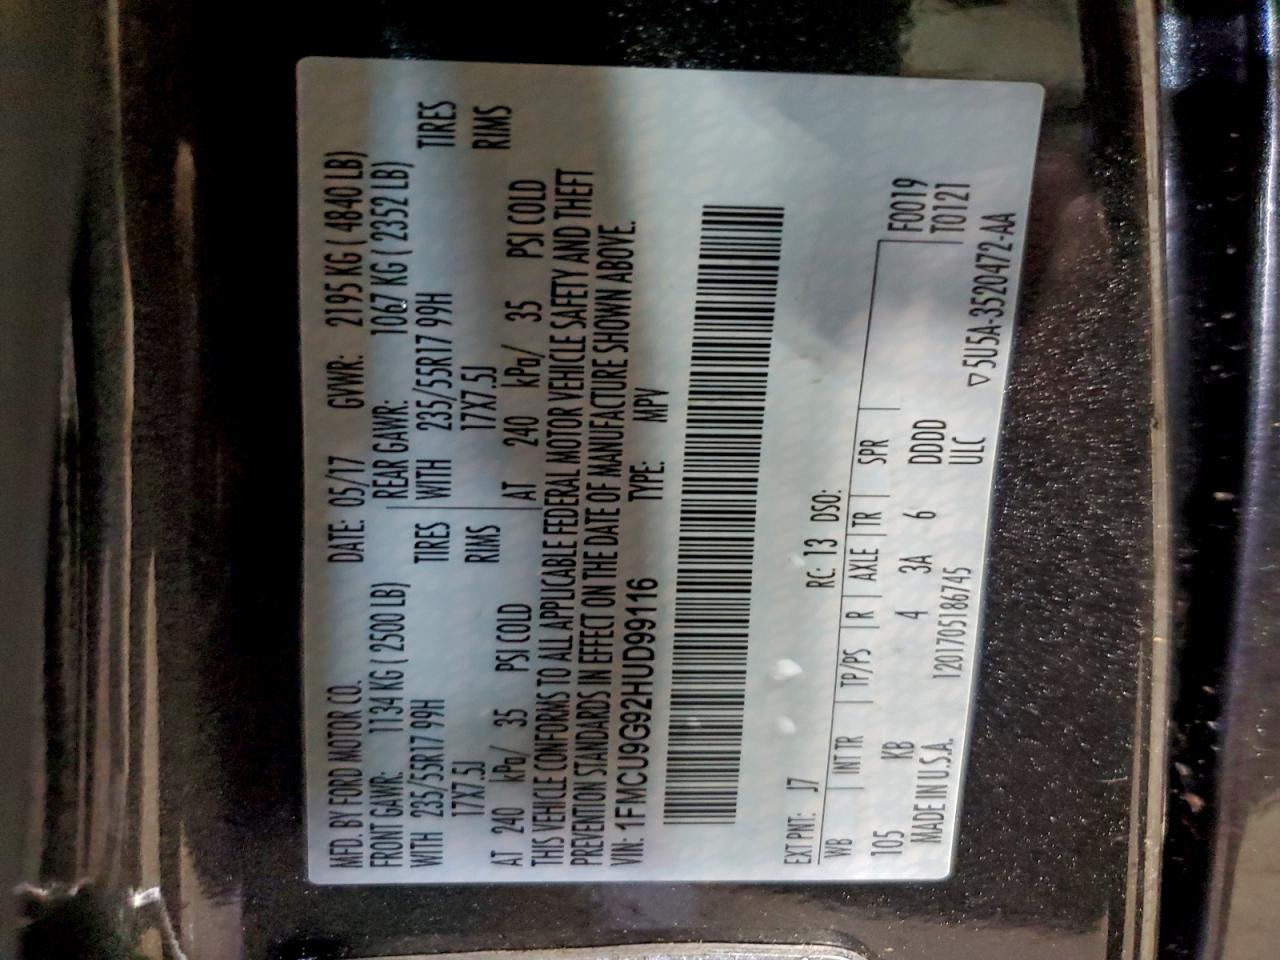 MFD. BY FORD MOTOR CO. DATE: 05/17 GVWR: 2195 KG ( 4840 LB)
FRONT GAWR: 1134 KG ( 2500 LB) REAR GAWR: 1067 KG ( 2352 LB)
WITH 235/55R17 99H TIRES WITH 235/55R17 99H TIRES
17X7.5J RIMS 17X7.5J RIMS
AT 240 kPa/ 35 PSI COLD AT 240 kPa/ 35 PSI COLD
THIS VEHICLE CONFORMS TO ALL APPLICABLE FEDERAL MOTOR VEHICLE SAFETY AND THEFT
PREVENTION STANDARDS IN EFFECT ON THE DATE OF MANUFACTURE SHOWN ABOVE.
VIN: 1FMCU9G92HUD99116 TYPE: MPV
EXT PNT: J7 RC: 13 DSO:
WB INT TR TP/PS R AXLE TR SPR F0019
105 KB 4 3A 6 DDDD T0121
MADE IN U.S.A. 1201705186745 ULC ▽5U5A-3520472-AA